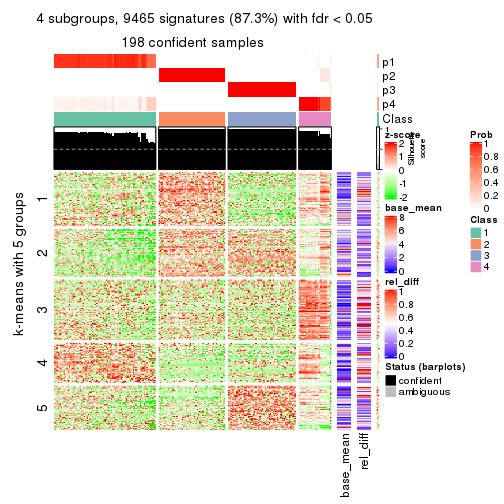 4 subgroups, 9465 signatures (87.3%) with fdr < 0.05
198 confident samples
p1
p2
p3
p4
Class
1
Silhouette
score
k-means with 5 groups
1
2
3
4
5
base_mean
rel_diff
z-score
2
1
0
-1
-2
base_mean
8
6
4
2
0
rel_diff
1
0.8
0.6
0.4
0.2
0
Status (barplots)
confident
ambiguous
Prob
1
0.8
0.6
0.4
0.2
0
Class
1
2
3
4